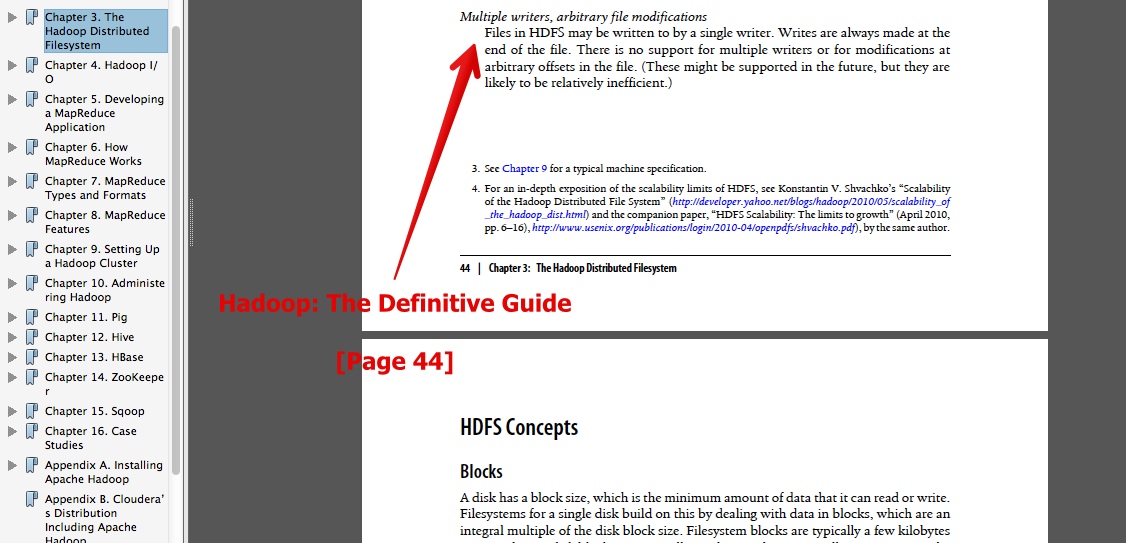 Chapter 3. The
Hadoop Distributed
Filesystem
Chapter 4. Hadoop I/
O
Chapter 5. Developing
a MapReduce
Application
Chapter 6. How
MapReduce Works
Chapter 7. MapReduce
Types and Formats
Chapter 8. MapReduce
Features
Chapter 9. Setting Up
a Hadoop Cluster
Chapter 10. Administe
ring Hadoop
Chapter 11. Pig
Chapter 12. Hive
Chapter 13. HBase
Chapter 14. ZooKeepe
r
Chapter 15. Sqoop
Chapter 16. Case
Studies
Appendix A. Installing
Apache Hadoop
Appendix B. Cloudera'
s Distribution
Including Apache
Hadoop
Multiple writers, arbitrary file modifications
Files in HDFS may be written to by a single writer. Writes are always made at the
end of the file. There is no support for multiple writers or for modifications at
arbitrary offsets in the file. (These might be supported in the future, but they are
likely to be relatively inefficient.)
3. See Chapter 9 for a typical machine specification.
4. For an in-depth exposition of the scalability limits of HDFS, see Konstantin V. Shvachko's “Scalability
of the Hadoop Distributed File System” (http://developer.yahoo.net/blogs/hadoop/2010/05/scalability_of
_the_hadoop_dist.html) and the companion paper, “HDFS Scalability: The limits to growth” (April 2010,
pp. 6–16), http://www.usenix.org/publications/login/2010-04/openpdfs/shvachko.pdf), by the same author.
44 | Chapter 3: The Hadoop Distributed Filesystem
Hadoop: The Definitive Guide
[Page 44]
HDFS Concepts
Blocks
A disk has a block size, which is the minimum amount of data that it can read or write.
Filesystems for a single disk build on this by dealing with data in blocks, which are an
integral multiple of the disk block size. Filesystem blocks are typically a few kilobytes